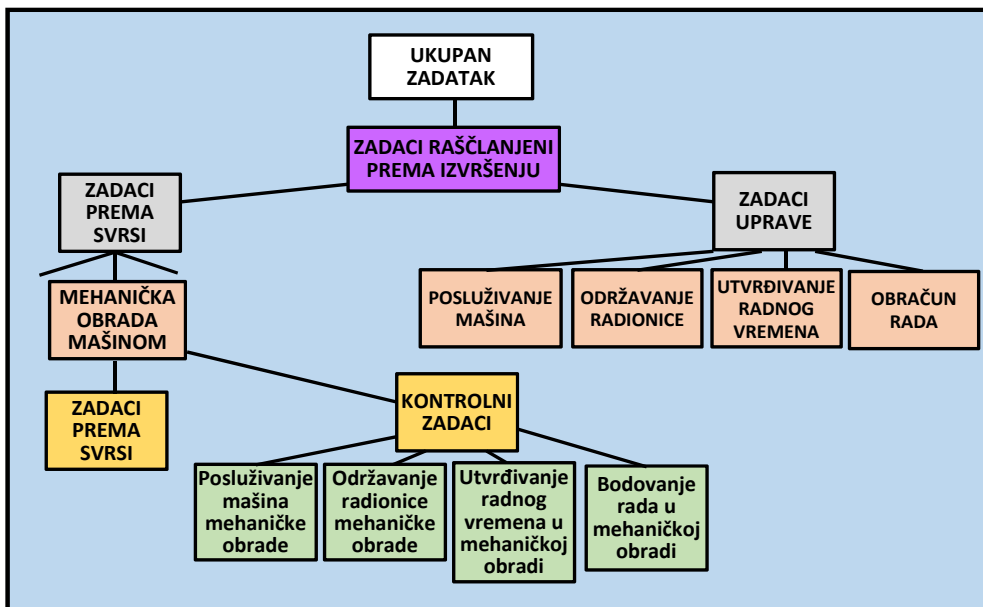 UKUPAN
ZADATAK
ZADACI RAŠČLANJENI
PREMA IZVRŠENJU
ZADACI
PREMA
SVRSI
ZADACI
UPRAVE
MEHANIČKA
OBRADA
MAŠINOM
POSLUŽIVANJE
MAŠINA
ODRŽAVANJE
RADIONICE
UTVRĐIVANJE
RADNOG
VREMENA
OBRAČUN
RADA
ZADACI
PREMA
SVRSI
KONTROLNI
ZADACI
Posluživanje
mašina
mehaničke
obrade
Održavanje
radionice
mehaničke
obrade
Utvrđivanje
radnog
vremena u
mehaničkoj
obradi
Bodovanje
rada u
mehaničkoj
obradi